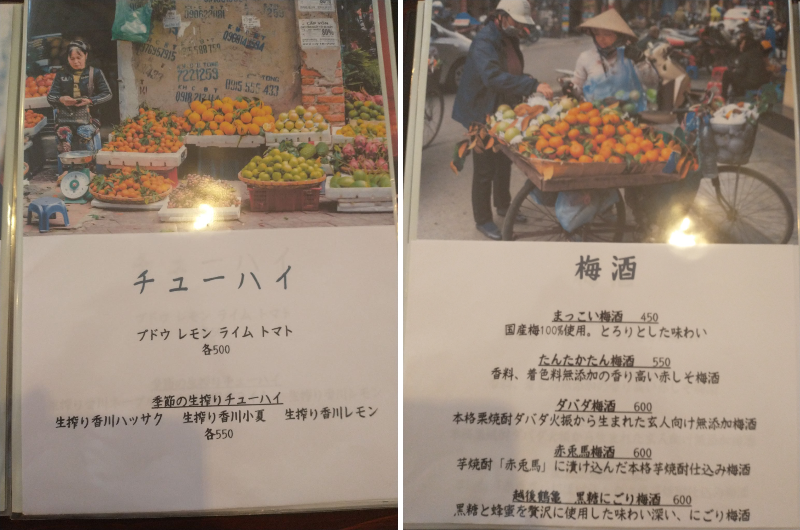 チューハイ
ブドウ レモン ライム トマト
各500
季節の生搾りチューハイ
生搾り香川ハッサク 生搾り香川小夏 生搾り香川レモン
各550
梅酒
まっこい梅酒 450
国産梅100%使用。とろりとした味わい
たんたかたん梅酒 550
香料、着色料無添加の香り高い赤しそ梅酒
ダバダ梅酒 600
本格栗焼酎ダバダ火振から生まれた玄人向け無添加梅酒
赤兎馬梅酒 600
芋焼酎「赤兎馬」に漬け込んだ本格芋焼酎仕込み梅酒
越後鶴亀 黒糖にごり梅酒 600
黒糖と蜂蜜を贅沢に使用した味わい深い、にごり梅酒